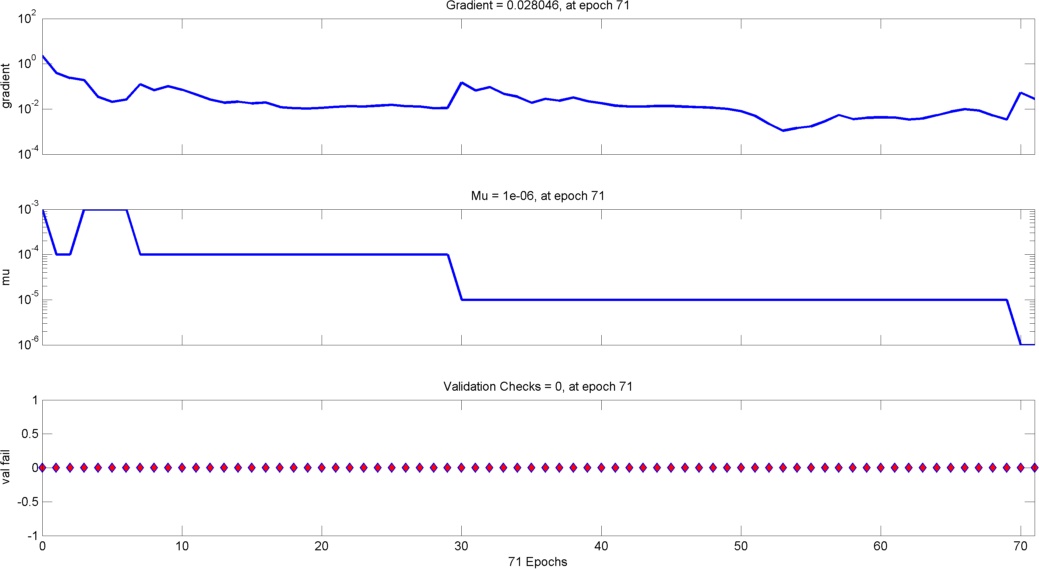 Gradient = 0.028046, at epoch 71
10^2
10^0
10^-2
10^-4
gradient
Mu = 1e-06, at epoch 71
10^-3
10^-4
10^-5
10^-6
mu
Validation Checks = 0, at epoch 71
1
0.5
0
-0.5
-1
val fail
0 10 20 30 40 50 60 70
71 Epochs